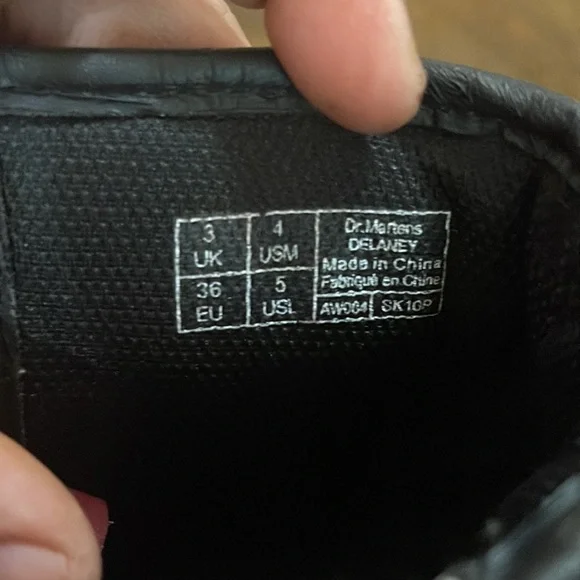 3
UK
4
USM
36
EU
5
USL
Dr.Martens
DELANEY
Made in China
Fabriqué en Chine
AW004 SK10P